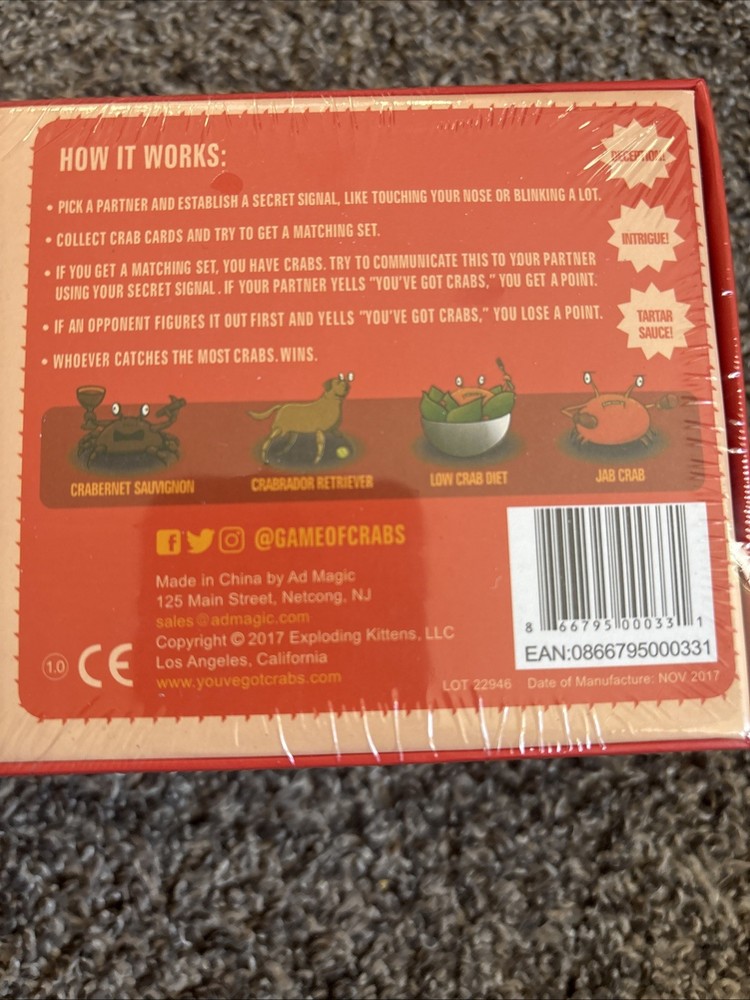 HOW IT WORKS:
• PICK A PARTNER AND ESTABLISH A SECRET SIGNAL, LIKE TOUCHING YOUR NOSE OR BLINKING A LOT.
• COLLECT CRAB CARDS AND TRY TO GET A MATCHING SET.
• IF YOU GET A MATCHING SET, YOU HAVE CRABS. TRY TO COMMUNICATE THIS TO YOUR PARTNER
USING YOUR SECRET SIGNAL. IF YOUR PARTNER YELLS "YOU'VE GOT CRABS," YOU GET A POINT.
• IF AN OPPONENT FIGURES IT OUT FIRST AND YELLS "YOU'VE GOT CRABS," YOU LOSE A POINT.
• WHOEVER CATCHES THE MOST CRABS, WINS.
DECEPTION!
INTRIGUE!
TARTAR
SAUCE!
CRABERNET SAUVIGNON
CRABRADOR RETRIEVER
LOW CRAB DIET
JAB CRAB
@GAMEOFCRABS
Made in China by Ad Magic
125 Main Street, Netcong, NJ
sales@admagic.com
Copyright © 2017 Exploding Kittens, LLC
Los Angeles, California
www.youvegotcrabs.com
1.0
CE
8 66795 00033 1
EAN:0866795000331
LOT 22946 Date of Manufacture: NOV 2017